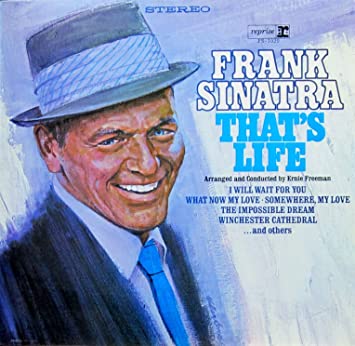 STEREO
reprise
FS-1021
FRANK
SINATRA
THAT'S
LIFE
Arranged and Conducted by Ernie Freeman
I WILL WAIT FOR YOU
WHAT NOW MY LOVE · SOMEWHERE, MY LOVE
THE IMPOSSIBLE DREAM
WINCHESTER CATHEDRAL
...and others